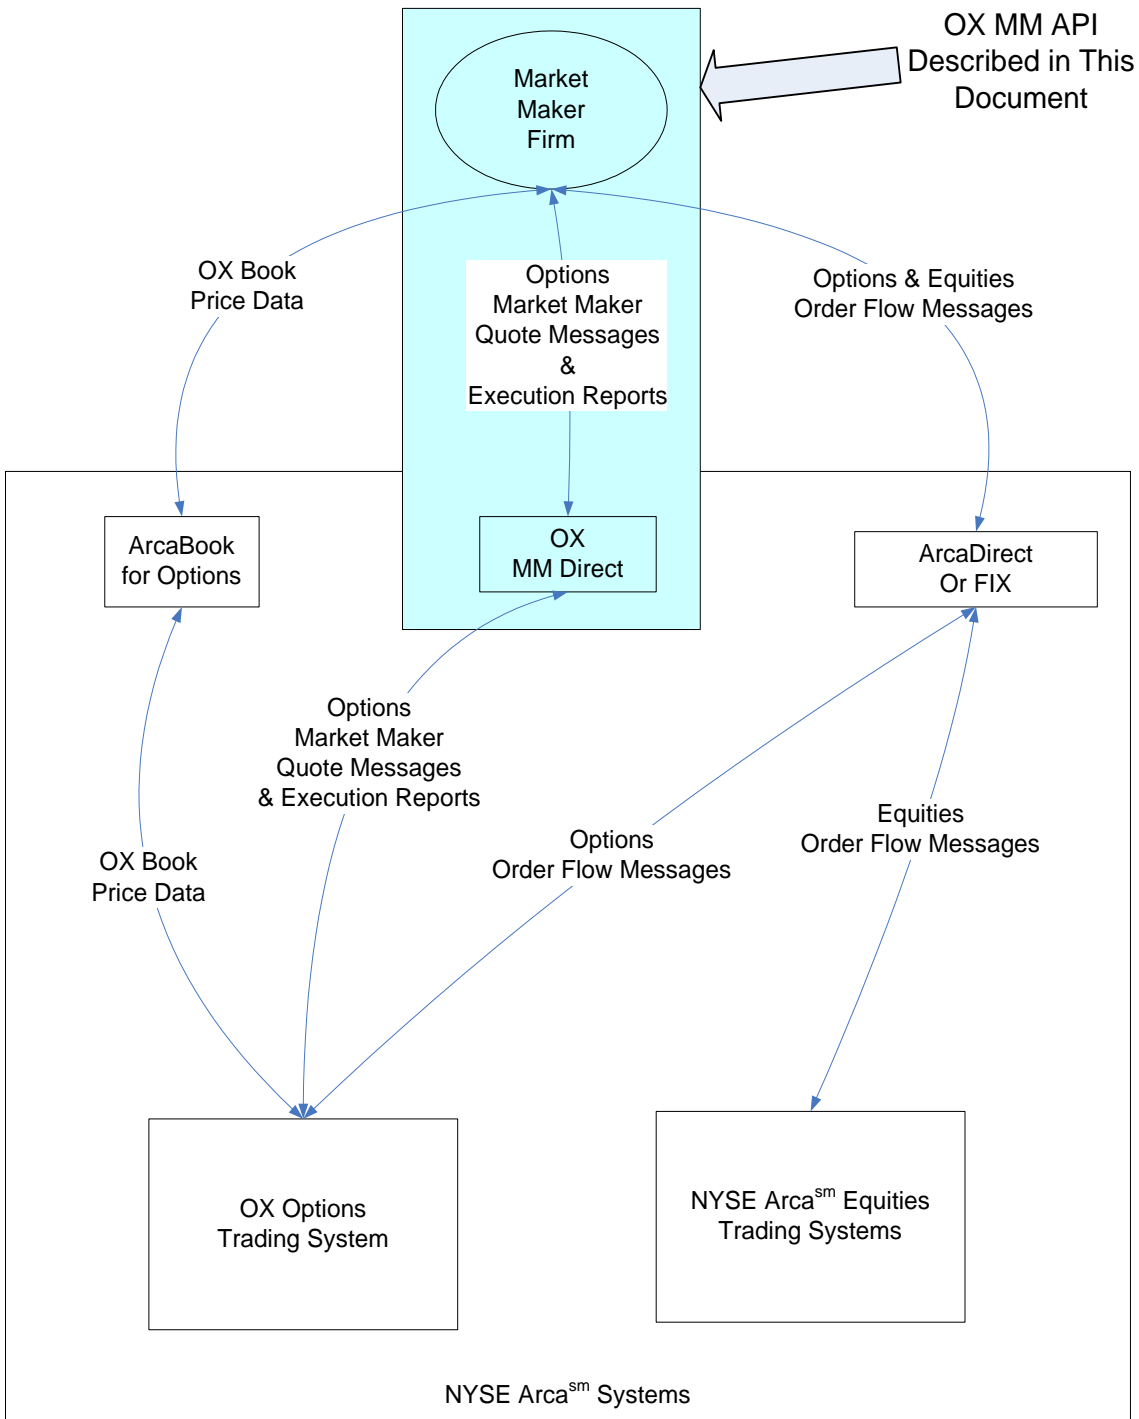 OX MM API
Described in This
Document
Market
Maker
Firm
OX Book
Price Data
Options
Market Maker
Quote Messages
&
Execution Reports
Options & Equities
Order Flow Messages
ArcaBook
for Options
OX
MM Direct
ArcaDirect
Or FIX
Options
Market Maker
Quote Messages
& Execution Reports
OX Book
Price Data
Options
Order Flow Messages
Equities
Order Flow Messages
OX Options
Trading System
NYSE Arca^sm Equities
Trading Systems
NYSE Arca^sm Systems